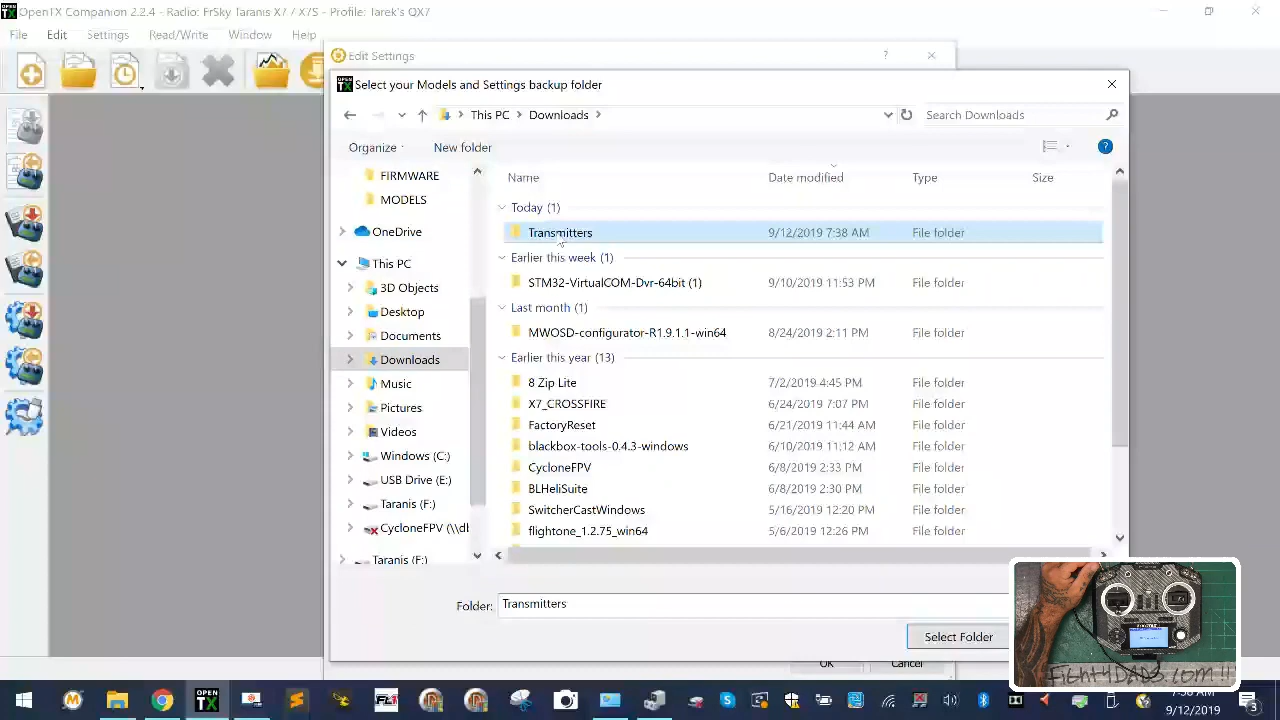 OPEN TX OpenTX Companion 2.2.4 - Radio: FrSky Taranis X7 / X7S - Profile: Tarek's QX7
File Edit Settings Read/Write Window Help
Edit Settings ?
OPEN TX Select your Models and Settings backup folder
This PC Downloads Search Downloads
Organize New folder ?
Name Date modified Type Size
FIRMWARE
MODELS
OneDrive
This PC
3D Objects
Desktop
Documents
Downloads
Music
Pictures
Videos
Windows (C:)
USB Drive (E:)
Taranis (F:)
CycloneFPV (\\dt
Taranis (F:)
Today (1)
Transmitters 9/12/2019 7:38 AM File folder
Earlier this week (1)
STM32-VirtualCOM-Dvr-64bit (1) 9/10/2019 11:53 PM File folder
Last month (1)
MWOSD-configurator-R1.9.1.1-win64 8/24/2019 2:11 PM File folder
Earlier this year (13)
8 Zip Lite 7/2/2019 4:45 PM File folder
X7_CROSSFIRE 6/24/2019 7:07 PM File folder
FactoryReset 6/21/2019 11:44 AM File folder
blackbox-tools-0.4.3-windows 6/10/2019 11:12 AM File folder
CycloneFPV 6/8/2019 2:33 PM File folder
BLHeliSuite 6/8/2019 2:30 PM File folder
SwitcherCastWindows 5/16/2019 12:20 PM File folder
flightone_1.2.75_win64 5/6/2019 12:26 PM File folder
Folder: Transmitters
Select Folder
OK Cancel
FIGHT4DADS.COM!!!
OPEN TX
9/12/2019
3